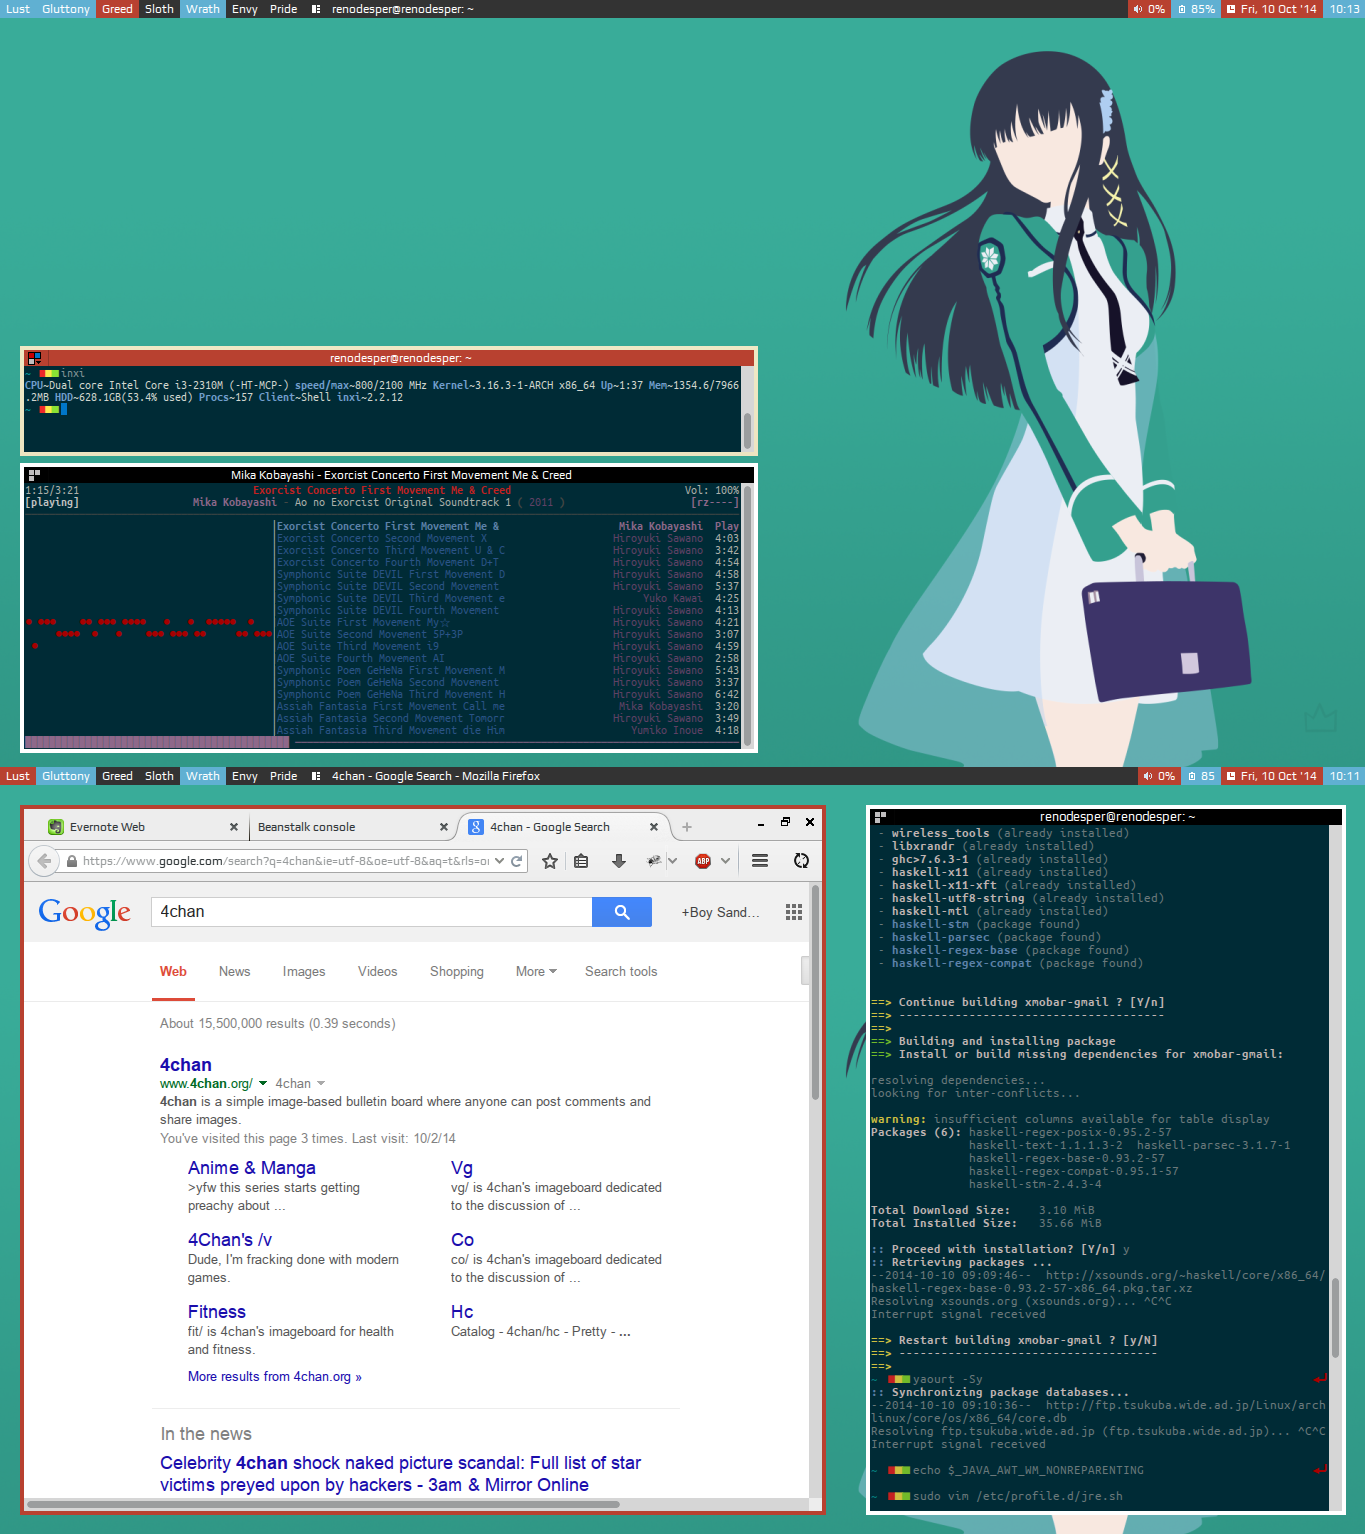 Lust Gluttony Greed Sloth Wrath Envy Pride renodesper@renodesper: ~ 0% 85% Fri, 10 Oct '14 10:13
renodesper@renodesper: ~
~ inxi
CPU~Dual core Intel Core i3-2310M (-HT-MCP-) speed/max~800/2100 MHz Kernel~3.16.3-1-ARCH x86_64 Up~1:37 Mem~1354.6/7966
.2MB HDD~628.1GB(53.4% used) Procs~157 Client~Shell inxi~2.2.12
~
Mika Kobayashi - Exorcist Concerto First Movement Me & Creed
1:15/3:21 Exorcist Concerto First Movement Me & Creed Vol: 100%
[playing] Mika Kobayashi - Ao no Exorcist Original Soundtrack 1 ( 2011 ) [rz----]
Exorcist Concerto First Movement Me & Mika Kobayashi Play
Exorcist Concerto Second Movement X Hiroyuki Sawano 4:03
Exorcist Concerto Third Movement U & C Hiroyuki Sawano 3:42
Exorcist Concerto Fourth Movement D+T Hiroyuki Sawano 4:54
Symphonic Suite DEVIL First Movement D Hiroyuki Sawano 4:58
Symphonic Suite DEVIL Second Movement Hiroyuki Sawano 5:37
Symphonic Suite DEVIL Third Movement e Yuko Kawai 4:25
Symphonic Suite DEVIL Fourth Movement Hiroyuki Sawano 4:13
AOE Suite First Movement My☆ Hiroyuki Sawano 4:21
AOE Suite Second Movement SP+3P Hiroyuki Sawano 3:07
AOE Suite Third Movement i9 Hiroyuki Sawano 4:59
AOE Suite Fourth Movement AI Hiroyuki Sawano 2:58
Symphonic Poem GeHeNa First Movement M Hiroyuki Sawano 5:43
Symphonic Poem GeHeNa Second Movement Hiroyuki Sawano 3:37
Symphonic Poem GeHeNa Third Movement H Hiroyuki Sawano 6:42
Assiah Fantasia First Movement Call me Mika Kobayashi 3:20
Assiah Fantasia Second Movement Tomorr Hiroyuki Sawano 3:49
Assiah Fantasia Third Movement die Him Yumiko Inoue 4:18
Lust Gluttony Greed Sloth Wrath Envy Pride 4chan - Google Search - Mozilla Firefox 0% 85 Fri, 10 Oct '14 10:11
Evernote Web Beanstalk console 4chan - Google Search
https://www.google.com/search?q=4chan&ie=utf-8&oe=utf-8&aq=t&rls=or
ABP
Google 4chan +Boy Sand...
Web News Images Videos Shopping More Search tools
About 15,500,000 results (0.39 seconds)
4chan
www.4chan.org/ 4chan
4chan is a simple image-based bulletin board where anyone can post comments and
share images.
You've visited this page 3 times. Last visit: 10/2/14
Anime & Manga
>yfw this series starts getting
preachy about ...
Vg
vg/ is 4chan's imageboard dedicated
to the discussion of ...
4Chan's /v
Dude, I'm fracking done with modern
games.
Co
co/ is 4chan's imageboard dedicated
to the discussion of ...
Fitness
fit/ is 4chan's imageboard for health
and fitness.
Hc
Catalog - 4chan/hc - Pretty - ...
More results from 4chan.org »
In the news
Celebrity 4chan shock naked picture scandal: Full list of star
victims preyed upon by hackers - 3am & Mirror Online
renodesper@renodesper: ~
- wireless_tools (already installed)
- libxrandr (already installed)
- ghc>7.6.3-1 (already installed)
- haskell-x11 (already installed)
- haskell-x11-xft (already installed)
- haskell-utf8-string (already installed)
- haskell-mtl (already installed)
- haskell-stm (package found)
- haskell-parsec (package found)
- haskell-regex-base (package found)
- haskell-regex-compat (package found)
==> Continue building xmobar-gmail ? [Y/n]
==> --------------------------------------
==>
==> Building and installing package
==> Install or build missing dependencies for xmobar-gmail:
resolving dependencies...
looking for inter-conflicts...
warning: insufficient columns available for table display
Packages (6): haskell-regex-posix-0.95.2-57
haskell-text-1.1.1.3-2 haskell-parsec-3.1.7-1
haskell-regex-base-0.93.2-57
haskell-regex-compat-0.95.1-57
haskell-stm-2.4.3-4
Total Download Size: 3.10 MiB
Total Installed Size: 35.66 MiB
:: Proceed with installation? [Y/n] y
:: Retrieving packages ...
--2014-10-10 09:09:46-- http://xsounds.org/~haskell/core/x86_64/
haskell-regex-base-0.93.2-57-x86_64.pkg.tar.xz
Resolving xsounds.org (xsounds.org)... ^C^C
Interrupt signal received
==> Restart building xmobar-gmail ? [y/N]
==> -------------------------------------
==>
~ yaourt -Sy
:: Synchronizing package databases...
--2014-10-10 09:10:36-- http://ftp.tsukuba.wide.ad.jp/Linux/arch
linux/core/os/x86_64/core.db
Resolving ftp.tsukuba.wide.ad.jp (ftp.tsukuba.wide.ad.jp)... ^C^C
Interrupt signal received
~ echo $_JAVA_AWT_WM_NONREPARENTING
~ sudo vim /etc/profile.d/jre.sh